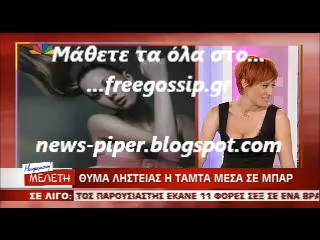 Μάθετε τα όλα στο...
...freegossip.gr
news-piper.blogspot.com
Μεσημεριανή
ΜΕΛΕΤΗ
ΘΥΜΑ ΛΗΣΤΕΙΑΣ Η ΤΑΜΤΑ ΜΕΣΑ ΣΕ ΜΠΑΡ
ΣΕ ΛΙΓΟ: ΤΟΣ ΠΑΡΟΥΣΙΑΣΤΗΣ ΕΚΑΝΕ 11 ΦΟΡΕΣ ΣΕΞ ΣΕ ΕΝΑ ΒΡΑ